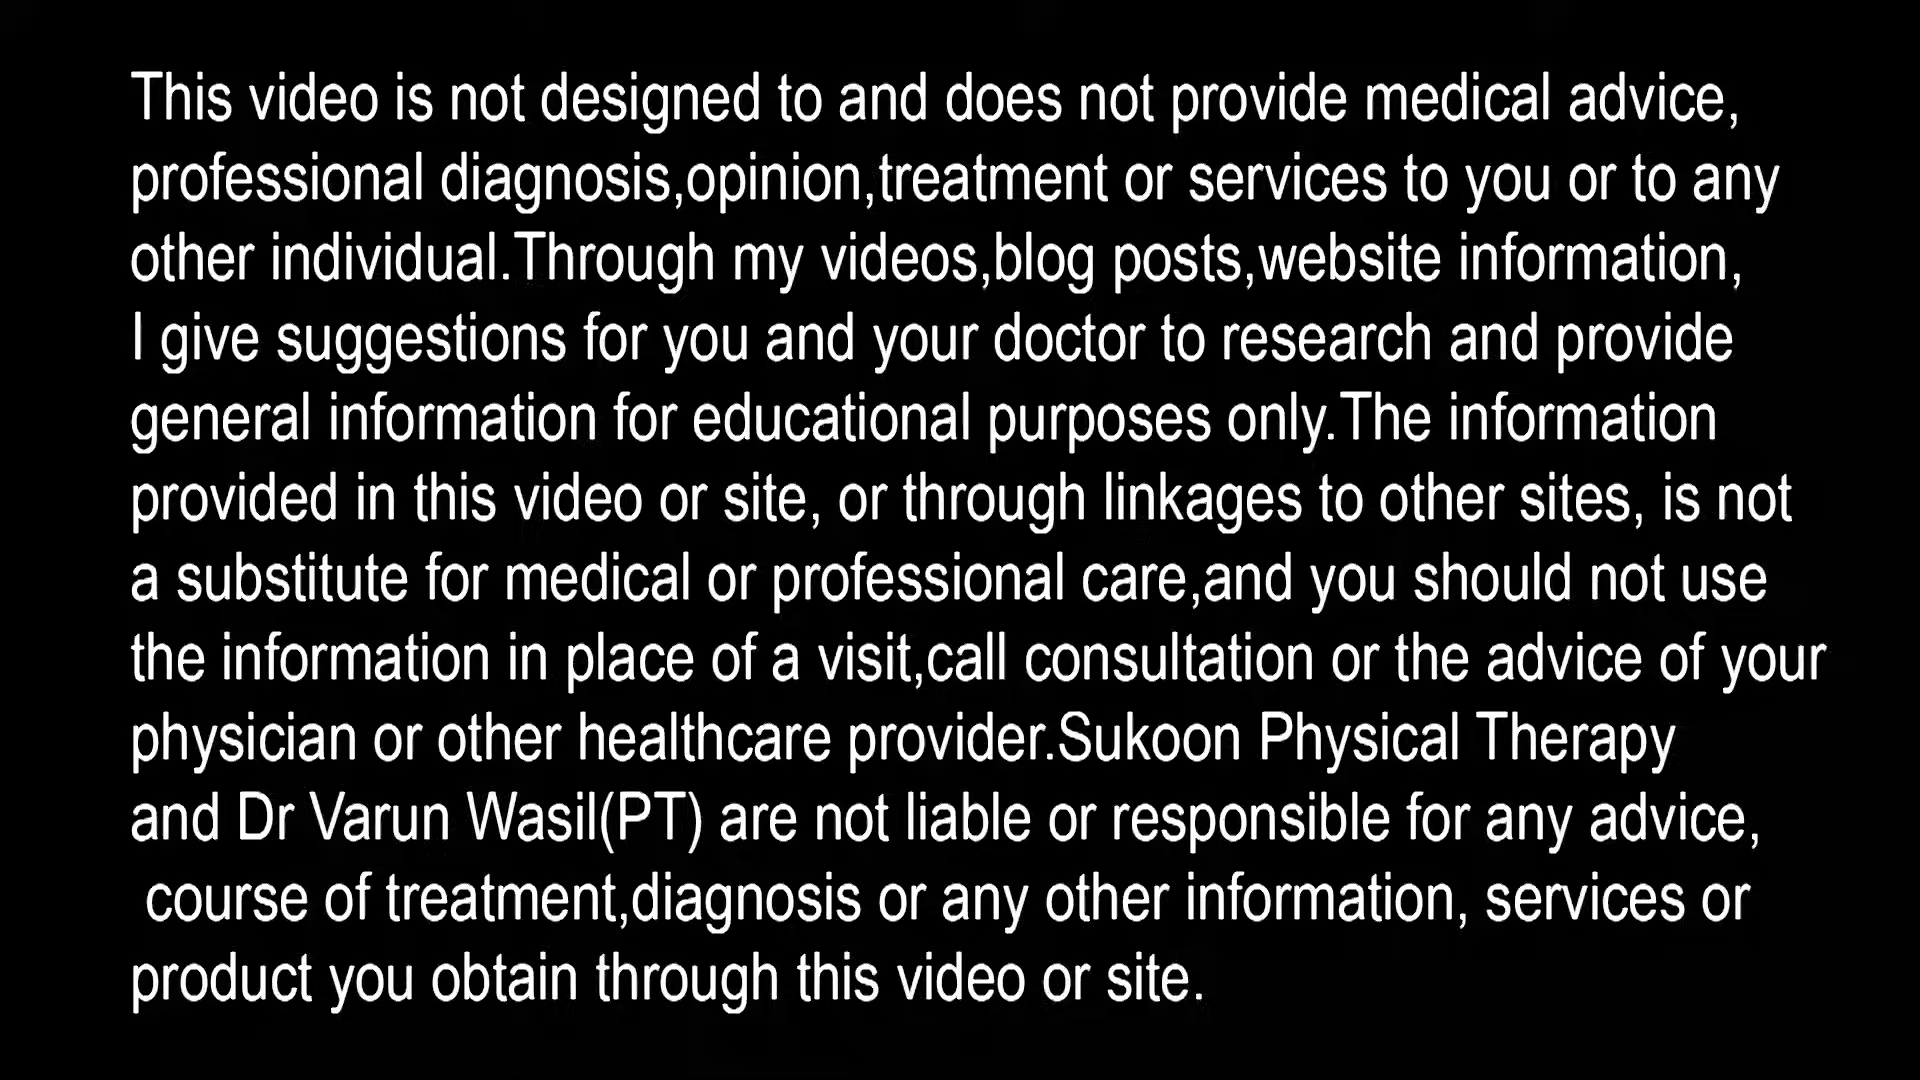 This video is not designed to and does not provide medical advice,
professional diagnosis,opinion,treatment or services to you or to any
other individual.Through my videos,blog posts,website information,
I give suggestions for you and your doctor to research and provide
general information for educational purposes only.The information
provided in this video or site, or through linkages to other sites, is not
a substitute for medical or professional care,and you should not use
the information in place of a visit,call consultation or the advice of your
physician or other healthcare provider.Sukoon Physical Therapy
and Dr Varun Wasil(PT) are not liable or responsible for any advice,
course of treatment,diagnosis or any other information, services or
product you obtain through this video or site.